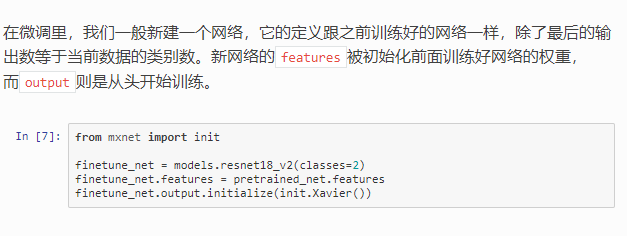 在微调里，我们一般新建一个网络，它的定义跟之前训练好的网络一样，除了最后的输
出数等于当前数据的类别数。新网络的 features 被初始化前面训练好网络的权重，
而 output 则是从头开始训练。
In [7]: from mxnet import init
finetune_net = models.resnet18_v2(classes=2)
finetune_net.features = pretrained_net.features
finetune_net.output.initialize(init.Xavier())